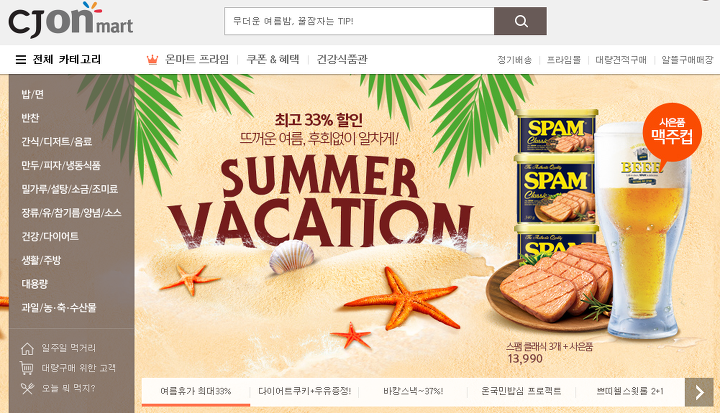 CJON mart
무더운 여름밤, 꿀잠자는 TIP!
전체 카테고리
온마트 프라임
쿠폰 & 혜택
건강식품관
정기배송
프라임몰
대량견적구매
알뜰구매매장
밥/면
반찬
간식/디저트/음료
만두/피자/냉동식품
밀가루/설탕/소금/조미료
장류/유/참기름/양념/소스
건강/다이어트
생활/주방
대용량
과일/농·축·수산물
일주일 먹거리
대량구매 위한 고객
오늘 뭐 먹지?
최고 33% 할인
뜨거운 여름, 후회없이 알차게!
SUMMER
VACATION
SPAM
Classic
SPAM
Classic
SPAM
BEER
사은품
맥주컵
스팸 클래식 3개 + 사은품
13,990
여름휴가 최대33%
다이어트쿠키+우유증정!
바캉스낵~37%!
온국민밥심 프로젝트
쁘띠첼스윗롤 2+1